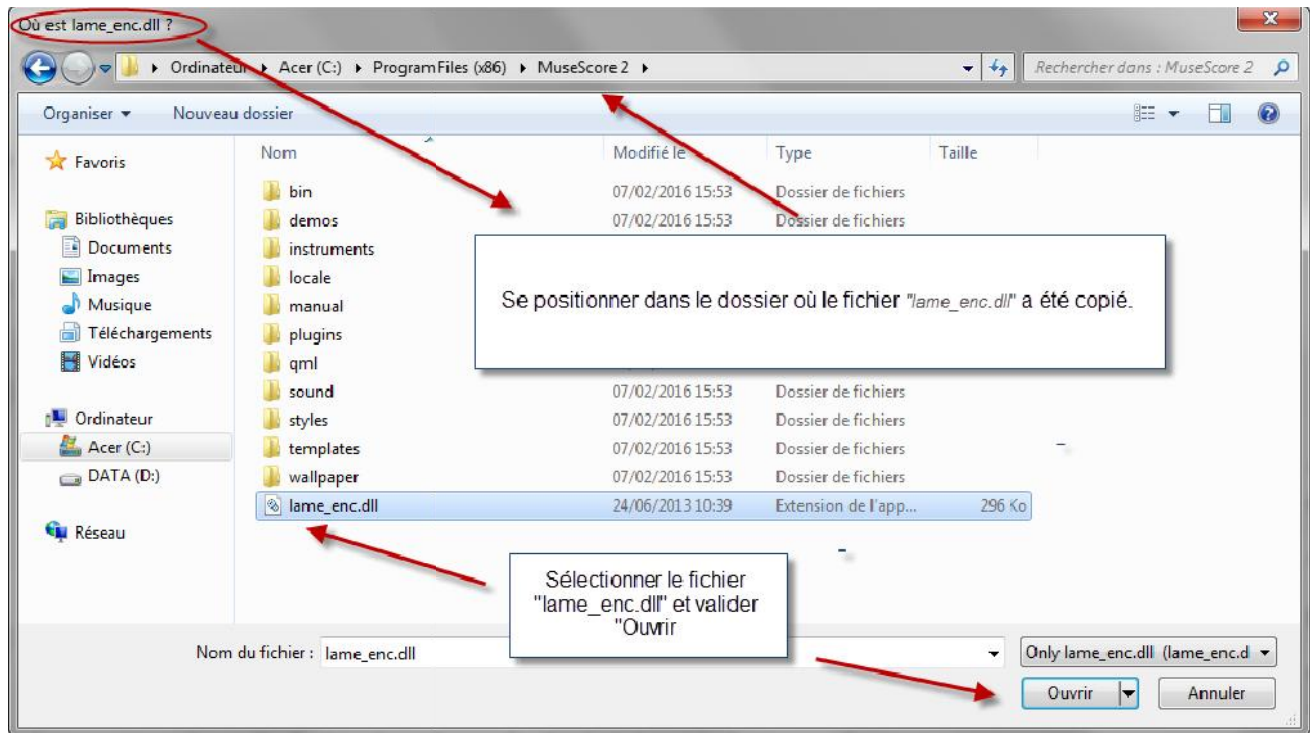 Où est lame_enc.dll ?
Ordinateur ▸ Acer (C:) ▸ ProgramFiles (x86) ▸ MuseScore 2 ▸
Rechercher dans : MuseScore 2
Organiser
Nouveau dossier
Favoris
Bibliothèques
Documents
Images
Musique
Téléchargements
Vidéos
Ordinateur
Acer (C:)
DATA (D:)
Réseau
Nom Modifié le Type Taille
bin 07/02/2016 15:53 Dossier de fichiers
demos 07/02/2016 15:53 Dossier de fichiers
instruments
locale
manual
plugins
qml
sound 07/02/2016 15:53 Dossier de fichiers
styles 07/02/2016 15:53 Dossier de fichiers
templates 07/02/2016 15:53 Dossier de fichiers
wallpaper 07/02/2016 15:53 Dossier de fichiers
lame_enc.dll 24/06/2013 10:39 Extension de l'app... 296 Ko
Se positionner dans le dossier où le fichier "lame_enc.dll" a été copié.
Sélectionner le fichier
"lame_enc.dll" et valider
"Ouvrir
Nom du fichier : lame_enc.dll
Only lame_enc.dll (lame_enc.d
Ouvrir
Annuler